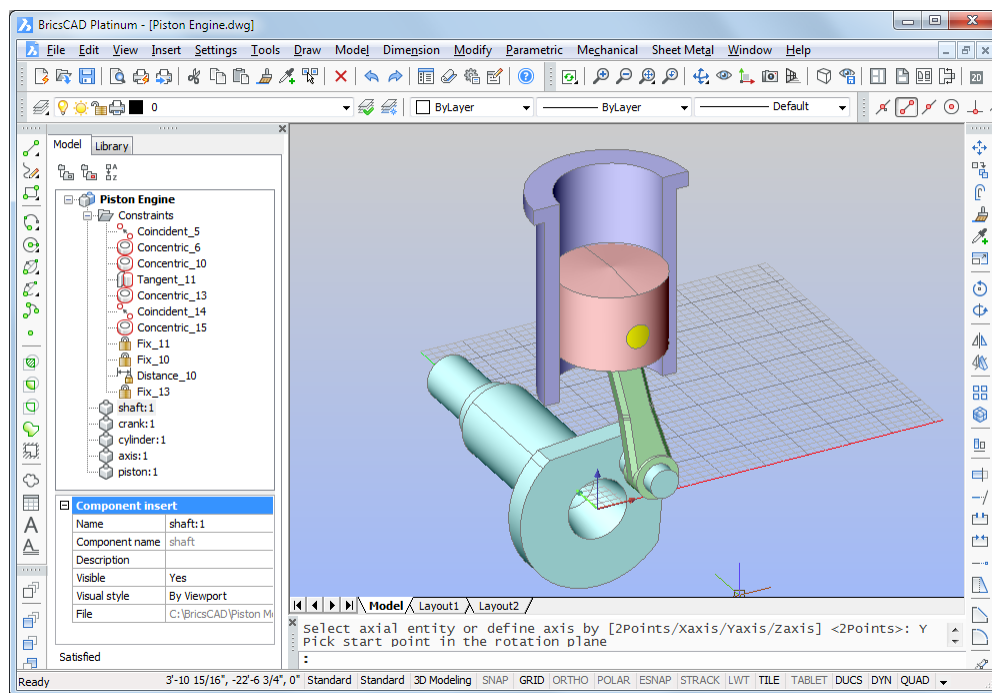 BricsCAD Platinum - [Piston Engine.dwg]
File Edit View Insert Settings Tools Draw Model Dimension Modify Parametric Mechanical Sheet Metal Window Help
2D
0 ByLayer ByLayer Default
Model Library
A Z
Piston Engine
Constraints
Coincident_5
Concentric_6
Concentric_10
Tangent_11
Concentric_13
Coincident_14
Concentric_15
Fix_11
Fix_10
Distance_10
Fix_13
shaft:1
crank:1
cylinder:1
axis:1
piston:1
Component insert
Name shaft:1
Component name shaft
Description
Visible Yes
Visual style By Viewport
File C:\BricsCAD\Piston M
Satisfied
Model Layout1 Layout2
Select axial entity or define axis by [2Points/Xaxis/Yaxis/Zaxis] <2Points>: Y
Pick start point in the rotation plane
:
Ready 3'-10 15/16", -22'-6 3/4", 0" Standard Standard 3D Modeling SNAP GRID ORTHO POLAR ESNAP STRACK LWT TILE TABLET DUCS DYN QUAD